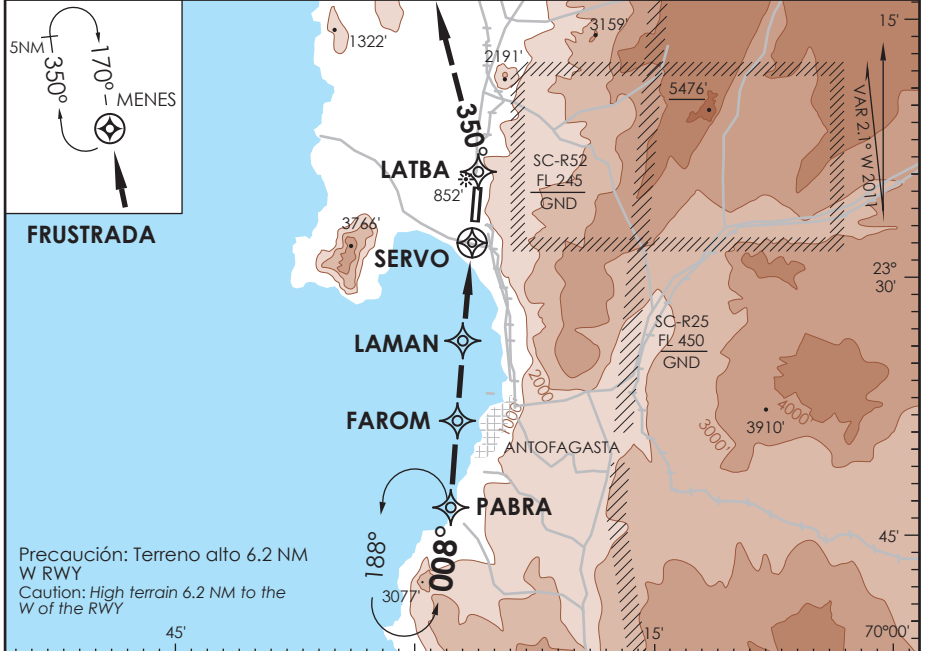 5NM
350°
170°
MENES
FRUSTRADA
1322'
3159'
2191'
5476'
15'
VAR 2.1° W 2011
350°
LATBA
852'
SC-R52
FL 245
GND
3766'
SERVO
23°
30'
LAMAN
SC-R25
FL 450
GND
2000
1000'
FAROM
4000'
3000'
3910'
ANTOFAGASTA
PABRA
188°
008°
3077'
45'
Precaución: Terreno alto 6.2 NM
W RWY
Caution: High terrain 6.2 NM to the
W of the RWY
45'
15'
70°00'